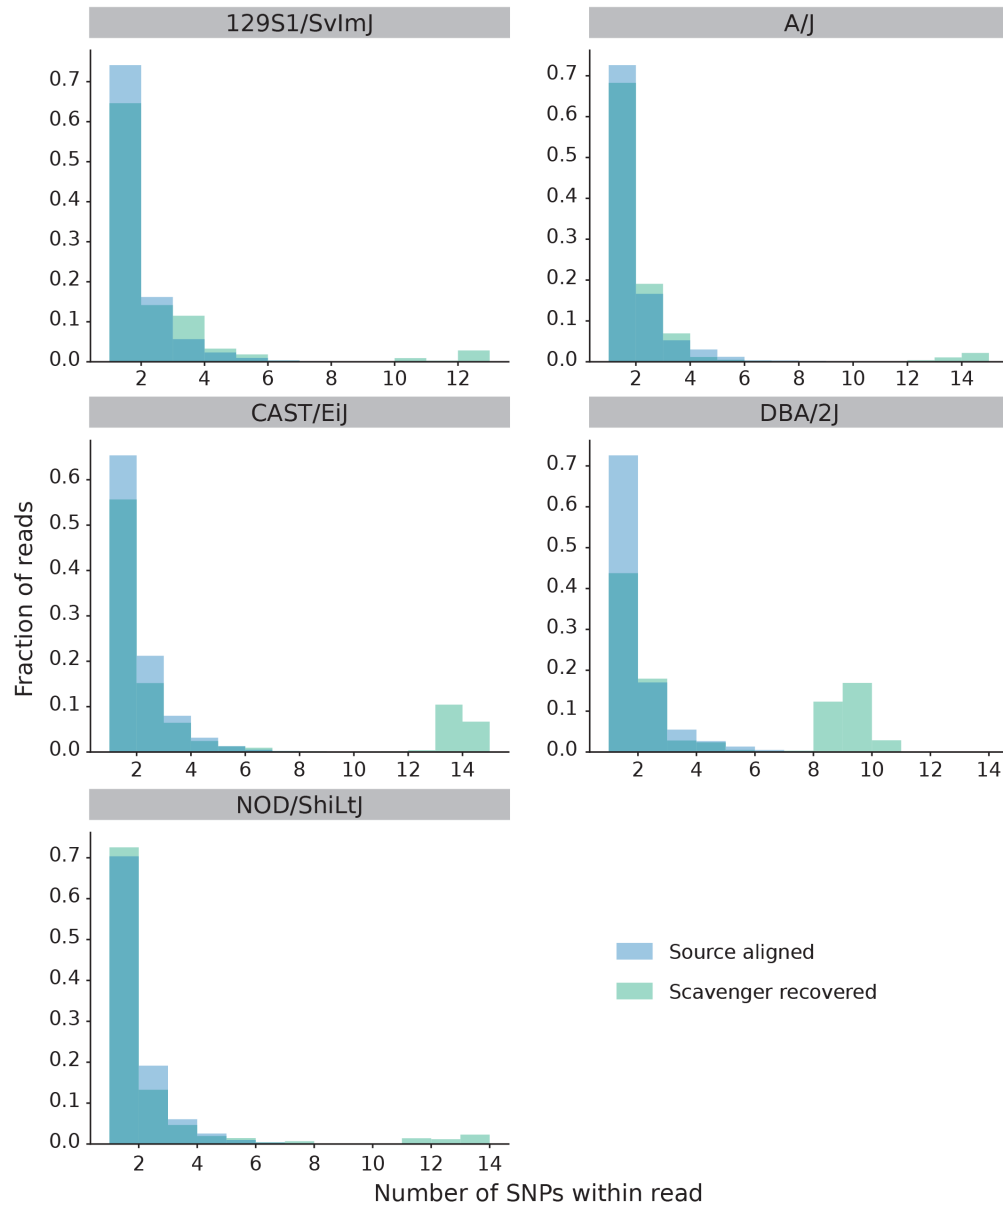 129S1/SvImJ
0.7
0.6
0.5
0.4
0.3
0.2
0.1
0.0
2 4 6 8 10 12
A/J
0.7
0.6
0.5
0.4
0.3
0.2
0.1
0.0
2 4 6 8 10 12 14
Fraction of reads
CAST/EiJ
0.6
0.5
0.4
0.3
0.2
0.1
0.0
2 4 6 8 10 12 14
DBA/2J
0.7
0.6
0.5
0.4
0.3
0.2
0.1
0.0
2 4 6 8 10 12 14
NOD/ShiLtJ
0.7
0.6
0.5
0.4
0.3
0.2
0.1
0.0
2 4 6 8 10 12 14
Source aligned
Scavenger recovered
Number of SNPs within read